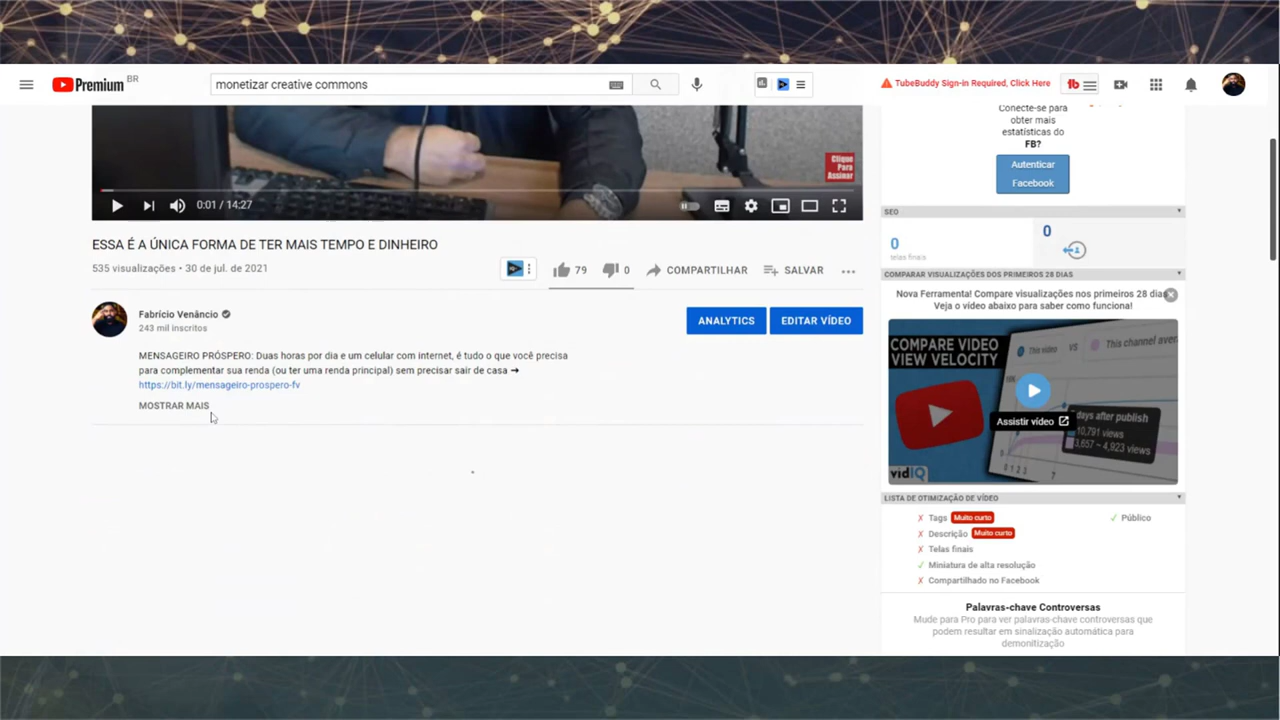 Premium BR
monetizar creative commons
TubeBuddy Sign-in Required, Click Here
tb
Conecte-se para
obter mais
estatísticas do
FB?
Autenticar
Facebook
Clique
Para
Assinar
0:01 / 14:27
ESSA É A ÚNICA FORMA DE TER MAIS TEMPO E DINHEIRO
535 visualizações • 30 de jul. de 2021
79
0
COMPARTILHAR
SALVAR
Fabrício Venâncio
243 mil inscritos
ANALYTICS
EDITAR VÍDEO
MENSAGEIRO PRÓSPERO: Duas horas por dia e um celular com internet, é tudo o que você precisa
para complementar sua renda (ou ter uma renda principal) sem precisar sair de casa ➞
https://bit.ly/mensageiro-prospero-fv
MOSTRAR MAIS
SEO
0
telas finais
0
1
COMPARAR VISUALIZAÇÕES DOS PRIMEIROS 28 DIAS
Nova Ferramenta! Compare visualizações nos primeiros 28 dias
Veja o vídeo abaixo para saber como funciona!
COMPARE VIDEO
VIEW VELOCITY
This video
VS
This channel aver
Assistir vídeo
days after publish
10,791 views
3,657 ~ 4,923 views
0 1 2 3
7
vidIQ
LISTA DE OTIMIZAÇÃO DE VÍDEO
✗ Tags Muito curto
✓ Público
✗ Descrição Muito curto
✗ Telas finais
✓ Miniatura de alta resolução
✗ Compartilhado no Facebook
Palavras-chave Controversas
Mude para Pro para ver palavras-chave controversas que
podem resultar em sinalização automática para
demonitização